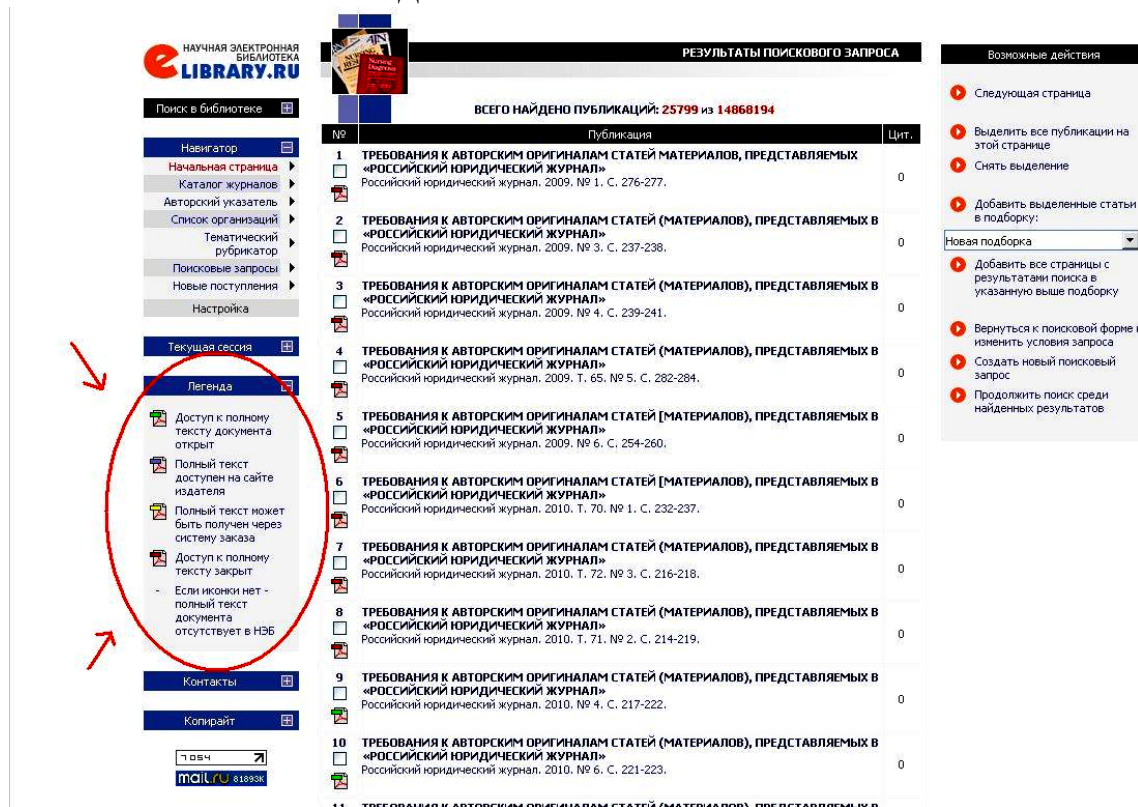 НАУЧНАЯ ЭЛЕКТРОННАЯ
БИБЛИОТЕКА
eLIBRARY.RU
Поиск в библиотеке
Навигатор
Начальная страница
Каталог журналов
Авторский указатель
Список организаций
Тематический
рубрикатор
Поисковые запросы
Новые поступления
Настройка
Текущая сессия
Легенда
Доступ к полному
тексту документа
открыт
Полный текст
доступен на сайте
издателя
Полный текст может
быть получен через
систему заказа
Доступ к полному
тексту закрыт
- Если иконки нет -
полный текст
документа
отсутствует в НЭБ
Контакты
Копирайт
7054
mail.ru 81893K
РЕЗУЛЬТАТЫ ПОИСКОВОГО ЗАПРОСА
ВСЕГО НАЙДЕНО ПУБЛИКАЦИЙ: 25799 из 14868194
№ Публикация Цит.
1 ТРЕБОВАНИЯ К АВТОРСКИМ ОРИГИНАЛАМ СТАТЕЙ МАТЕРИАЛОВ, ПРЕДСТАВЛЯЕМЫХ
«РОССИЙСКИЙ ЮРИДИЧЕСКИЙ ЖУРНАЛ»
Российский юридический журнал. 2009. № 1. С. 276-277.
0
2 ТРЕБОВАНИЯ К АВТОРСКИМ ОРИГИНАЛАМ СТАТЕЙ (МАТЕРИАЛОВ), ПРЕДСТАВЛЯЕМЫХ В
«РОССИЙСКИЙ ЮРИДИЧЕСКИЙ ЖУРНАЛ»
Российский юридический журнал. 2009. № 3. С. 237-238.
0
3 ТРЕБОВАНИЯ К АВТОРСКИМ ОРИГИНАЛАМ СТАТЕЙ (МАТЕРИАЛОВ), ПРЕДСТАВЛЯЕМЫХ В
«РОССИЙСКИЙ ЮРИДИЧЕСКИЙ ЖУРНАЛ»
Российский юридический журнал. 2009. № 4. С. 239-241.
0
4 ТРЕБОВАНИЯ К АВТОРСКИМ ОРИГИНАЛАМ СТАТЕЙ (МАТЕРИАЛОВ), ПРЕДСТАВЛЯЕМЫХ В
«РОССИЙСКИЙ ЮРИДИЧЕСКИЙ ЖУРНАЛ»
Российский юридический журнал. 2009. Т. 65. № 5. С. 282-284.
0
5 ТРЕБОВАНИЯ К АВТОРСКИМ ОРИГИНАЛАМ СТАТЕЙ [МАТЕРИАЛОВ), ПРЕДСТАВЛЯЕМЫХ В
«РОССИЙСКИЙ ЮРИДИЧЕСКИЙ ЖУРНАЛ»
Российский юридический журнал. 2009. № 6. С. 254-260.
0
6 ТРЕБОВАНИЯ К АВТОРСКИМ ОРИГИНАЛАМ СТАТЕЙ [МАТЕРИАЛОВ), ПРЕДСТАВЛЯЕМЫХ В
«РОССИЙСКИЙ ЮРИДИЧЕСКИЙ ЖУРНАЛ»
Российский юридический журнал. 2010. Т. 70. № 1. С. 232-237.
0
7 ТРЕБОВАНИЯ К АВТОРСКИМ ОРИГИНАЛАМ СТАТЕЙ (МАТЕРИАЛОВ), ПРЕДСТАВЛЯЕМЫХ В
«РОССИЙСКИЙ ЮРИДИЧЕСКИЙ ЖУРНАЛ»
Российский юридический журнал. 2010. Т. 72. № 3. С. 216-218.
0
8 ТРЕБОВАНИЯ К АВТОРСКИМ ОРИГИНАЛАМ СТАТЕЙ (МАТЕРИАЛОВ), ПРЕДСТАВЛЯЕМЫХ В
«РОССИЙСКИЙ ЮРИДИЧЕСКИЙ ЖУРНАЛ»
Российский юридический журнал. 2010. Т. 71. № 2. С. 214-219.
0
9 ТРЕБОВАНИЯ К АВТОРСКИМ ОРИГИНАЛАМ СТАТЕЙ (МАТЕРИАЛОВ), ПРЕДСТАВЛЯЕМЫХ В
«РОССИЙСКИЙ ЮРИДИЧЕСКИЙ ЖУРНАЛ»
Российский юридический журнал. 2010. № 4. С. 217-222.
0
10 ТРЕБОВАНИЯ К АВТОРСКИМ ОРИГИНАЛАМ СТАТЕЙ (МАТЕРИАЛОВ), ПРЕДСТАВЛЯЕМЫХ В
«РОССИЙСКИЙ ЮРИДИЧЕСКИЙ ЖУРНАЛ»
Российский юридический журнал. 2010. № 6. С. 221-223.
0
11 ТРЕБОВАНИЯ К АВТОРСКИМ ОРИГИНАЛАМ СТАТЕЙ (МАТЕРИАЛОВ), ПРЕДСТАВЛЯЕМЫХ В
Возможные действия
Следующая страница
Выделить все публикации на
этой странице
Снять выделение
Добавить выделенные статьи
в подборку:
Новая подборка
Добавить все страницы с
результатами поиска в
указанную выше подборку
Вернуться к поисковой форме и
изменить условия запроса
Создать новый поисковый
запрос
Продолжить поиск среди
найденных результатов